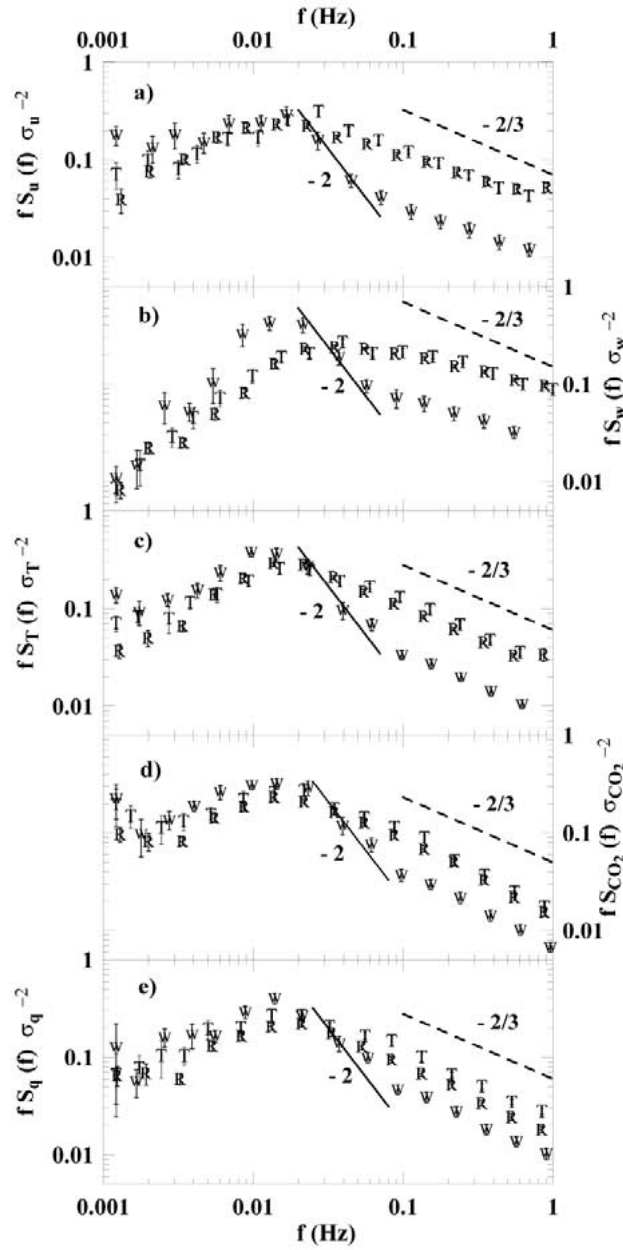 f (Hz)
0.001 0.01 0.1 1
a)
1
0.1
0.01
f S_u (f) σ_u^-2
- 2
- 2/3
b)
1
0.1
0.01
f S_w (f) σ_w^-2
- 2
- 2/3
c)
1
0.1
0.01
f S_T (f) σ_T^-2
- 2
- 2/3
d)
1
0.1
0.01
f S_CO2 (f) σ_CO2^-2
- 2
- 2/3
e)
1
0.1
0.01
f S_q (f) σ_q^-2
- 2
- 2/3
0.001 0.01 0.1 1
f (Hz)